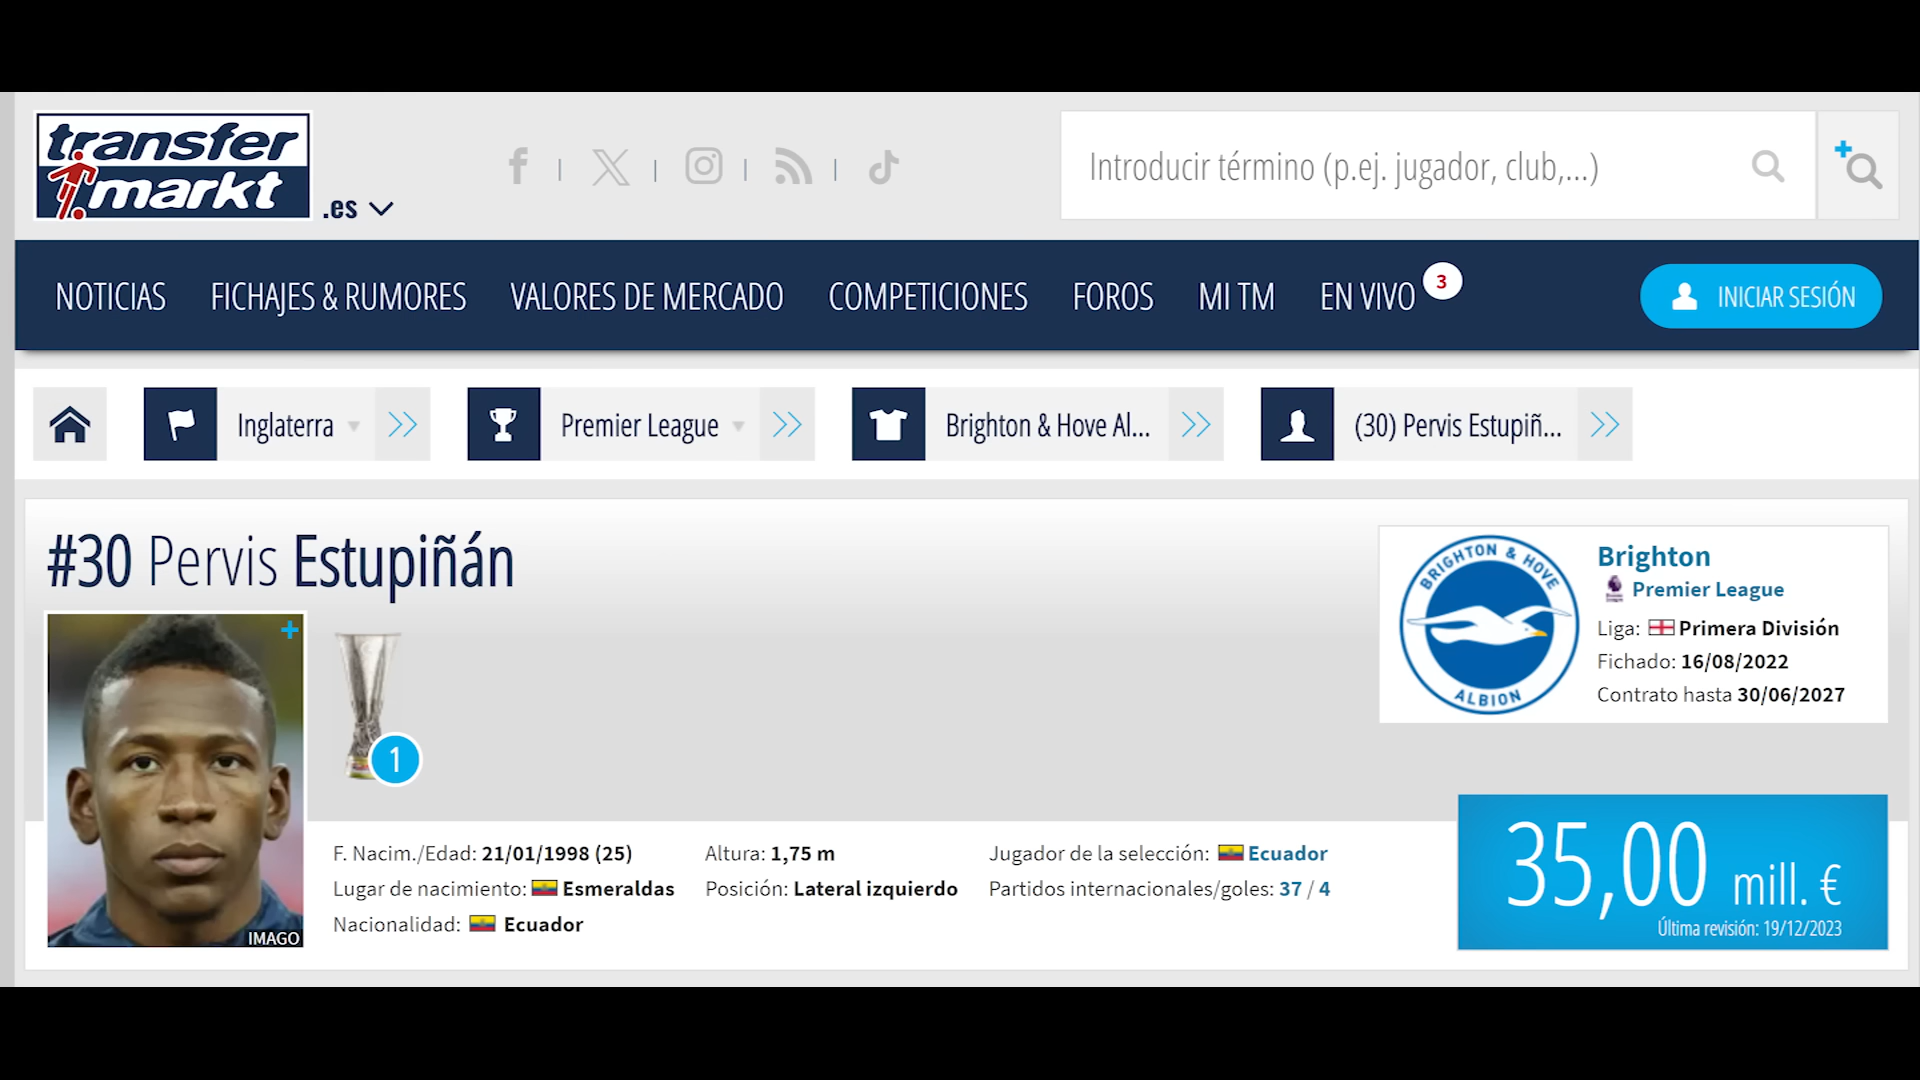 transfer
markt
.es
Introducir término (p.ej. jugador, club,...)
NOTICIAS
FICHAJES & RUMORES
VALORES DE MERCADO
COMPETICIONES
FOROS
MI TM
EN VIVO
3
INICIAR SESIÓN
Inglaterra
Premier League
Brighton & Hove Al...
(30) Pervis Estupiñ...
#30 Pervis Estupiñán
1
IMAGO
BRIGHTON & HOVE
ALBION
Brighton
Premier League
Liga: Primera División
Fichado: 16/08/2022
Contrato hasta 30/06/2027
F. Nacim./Edad: 21/01/1998 (25)
Lugar de nacimiento: Esmeraldas
Nacionalidad: Ecuador
Altura: 1,75 m
Posición: Lateral izquierdo
Jugador de la selección: Ecuador
Partidos internacionales/goles: 37 / 4
35,00 mill. €
Última revisión: 19/12/2023